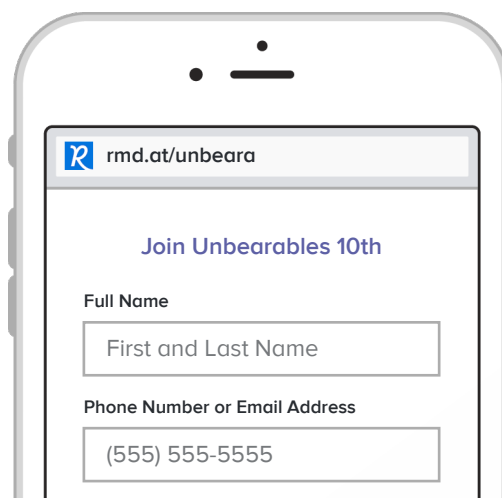 rmd.at/unbeara
Join Unbearables 10th
Full Name
First and Last Name
Phone Number or Email Address
(555) 555-5555